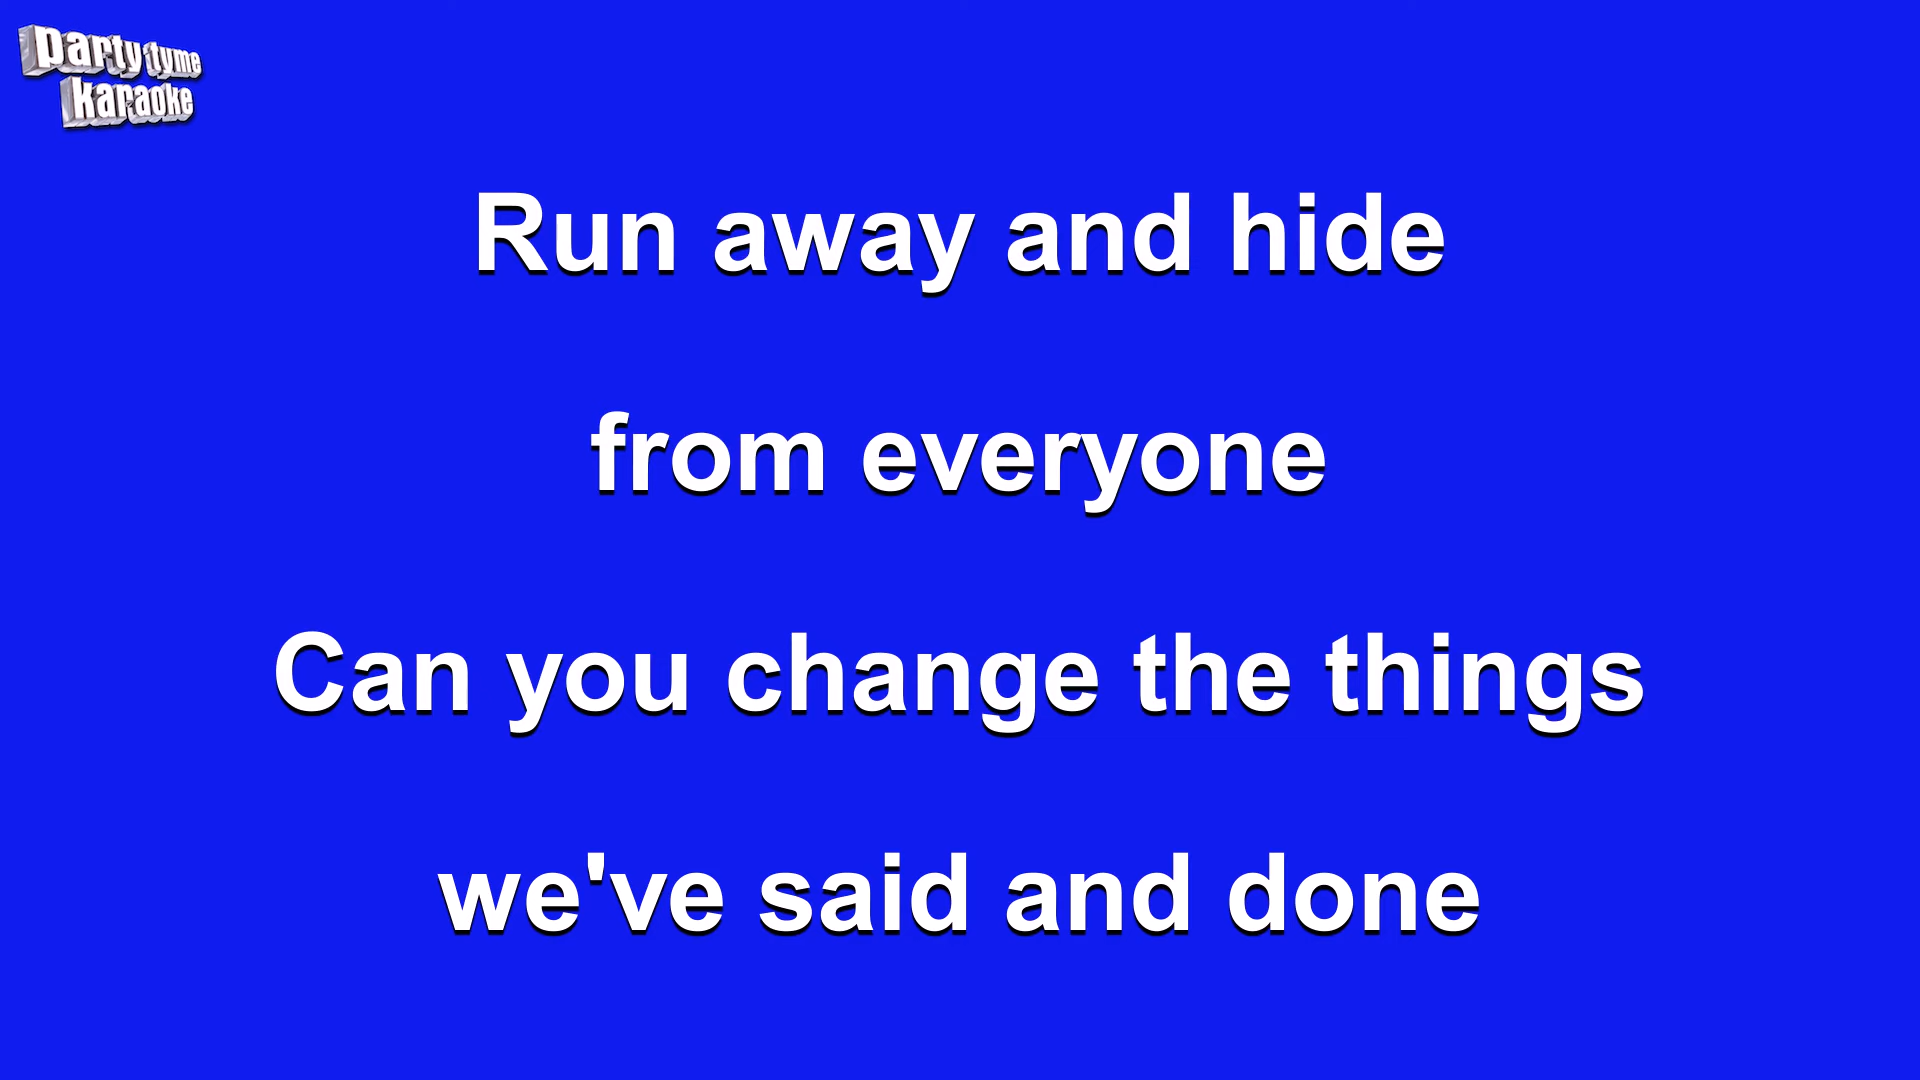 party tyme
karaoke
Run away and hide
from everyone
Can you change the things
we've said and done